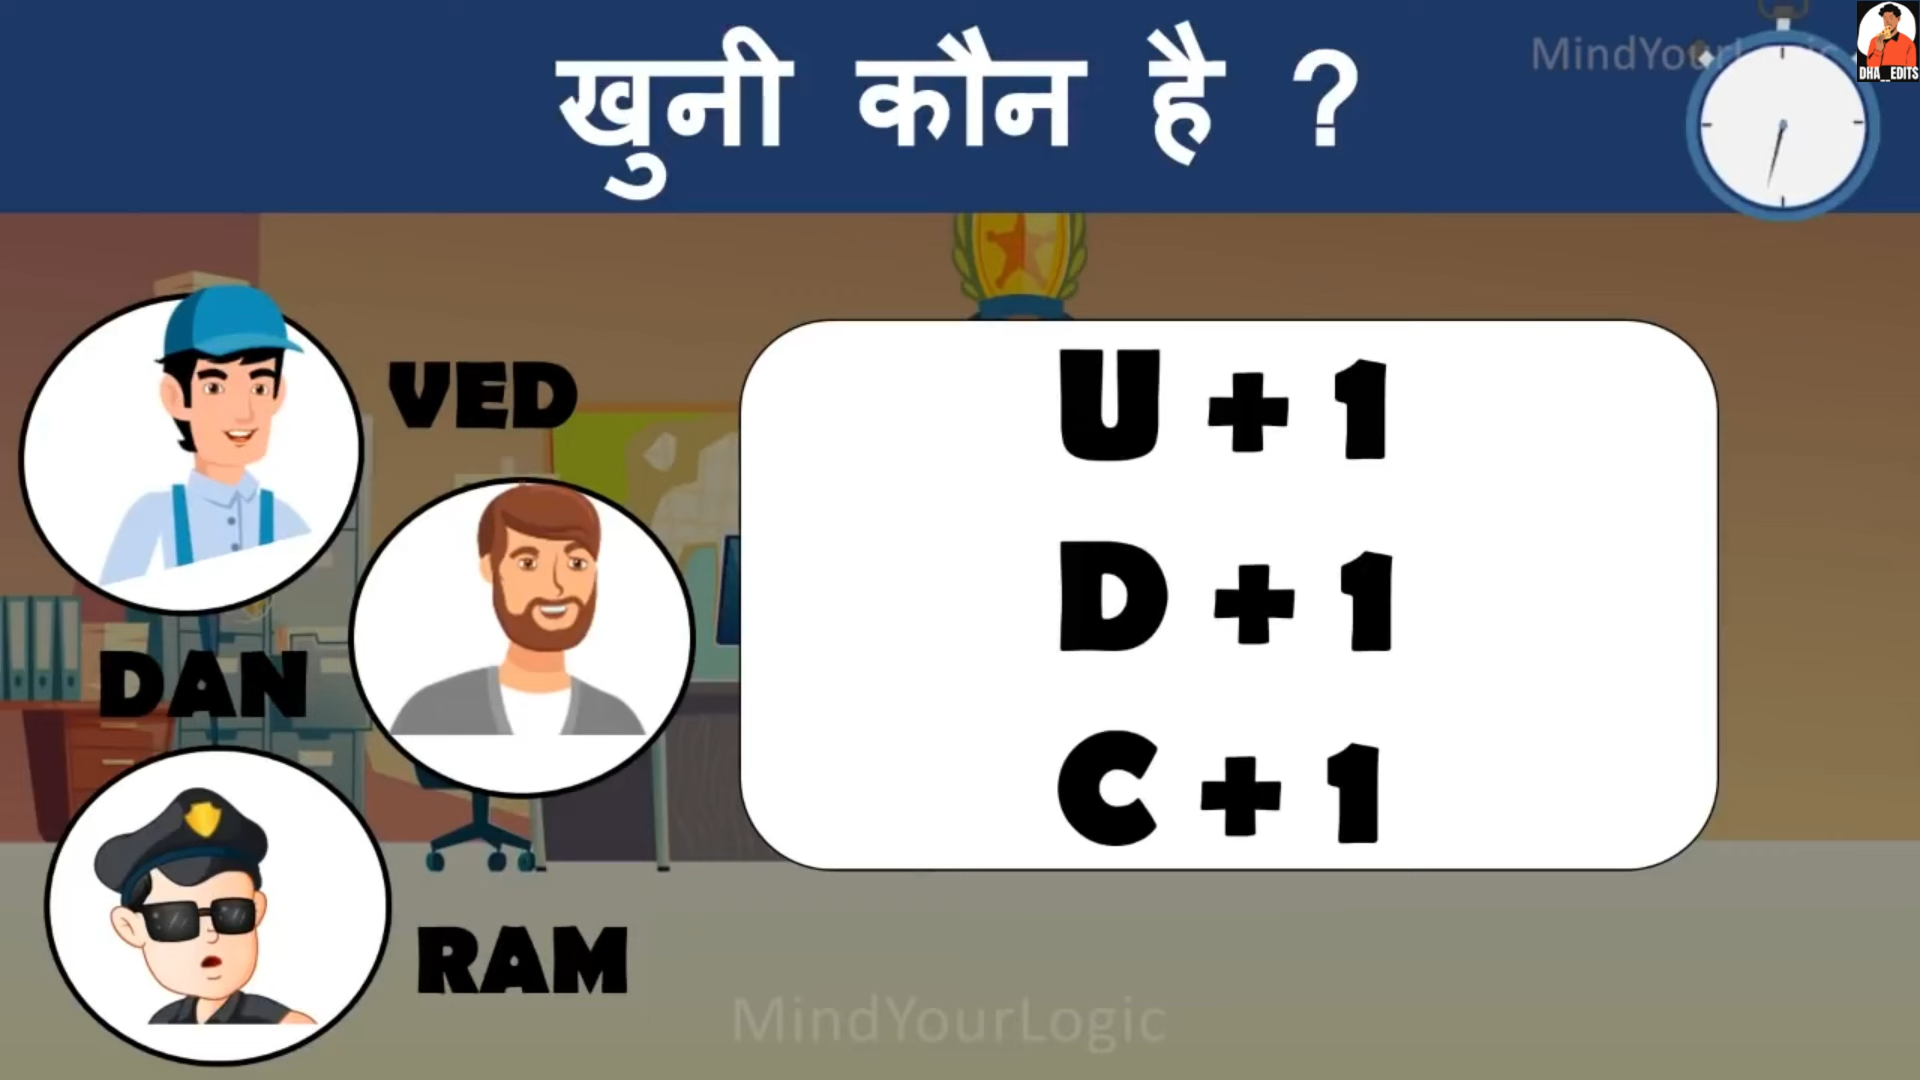 खुनी कौन है ?
MindYourLogic
DHA_EDITS
VED
DAN
RAM
U + 1
D + 1
C + 1
MindYourLogic